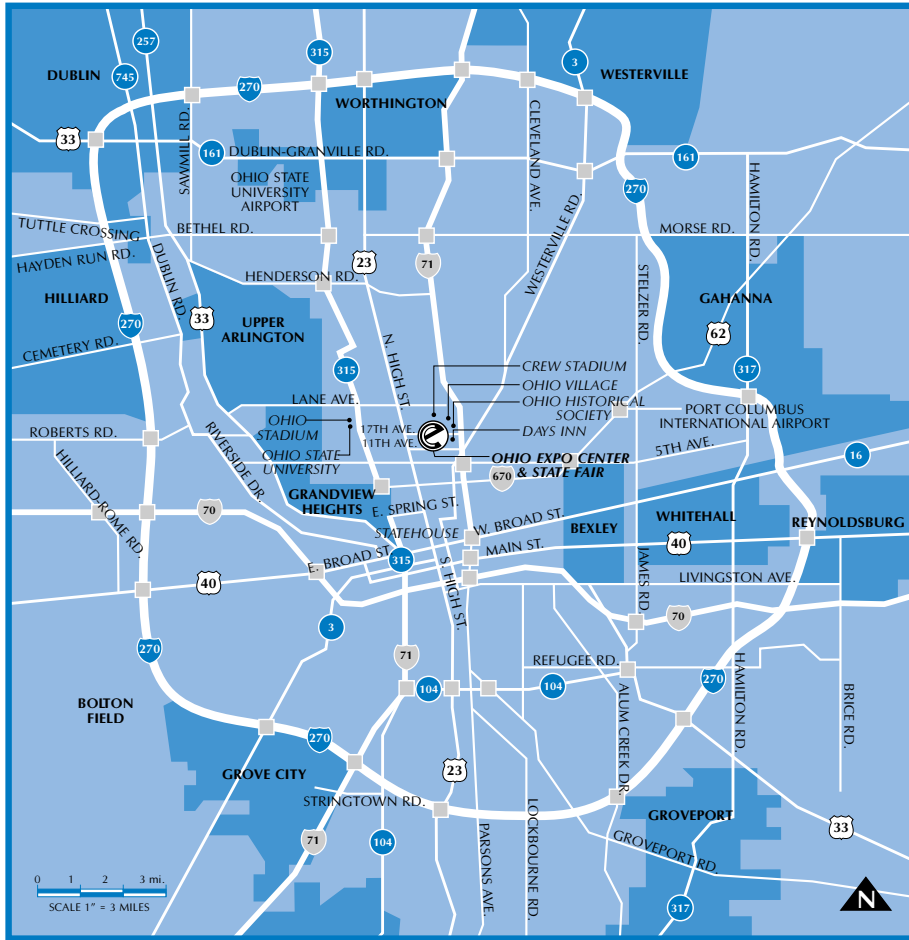 257
315
3
WESTERVILLE
DUBLIN
745
270
WORTHINGTON
SAWMILL RD.
CLEVELAND AVE.
33
161
DUBLIN-GRANVILLE RD.
161
OHIO STATE
UNIVERSITY
AIRPORT
270
HAMILTON RD.
WESTERVILLE RD.
TUTTLE CROSSING
BETHEL RD.
MORSE RD.
HAYDEN RUN RD.
DUBLIN RD.
23
71
HENDERSON RD.
STELZER RD.
HILLIARD
GAHANNA
270
33
UPPER
ARLINGTON
N. HIGH ST.
62
CEMETERY RD.
315
CREW STADIUM
317
OHIO VILLAGE
LANE AVE.
OHIO HISTORICAL
SOCIETY
PORT COLUMBUS
INTERNATIONAL AIRPORT
OHIO
STADIUM
17TH AVE.
11TH AVE.
e
DAYS INN
ROBERTS RD.
RIVERSIDE DR.
OHIO STATE
UNIVERSITY
OHIO EXPO CENTER
& STATE FAIR
5TH AVE.
16
HILLIARD-ROME RD.
670
GRANDVIEW
HEIGHTS
E. SPRING ST.
70
STATEHOUSE
W. BROAD ST.
BEXLEY
WHITEHALL
REYNOLDSBURG
E. BROAD ST.
315
MAIN ST.
40
40
S. HIGH ST.
JAMES RD.
LIVINGSTON AVE.
3
70
270
71
REFUGEE RD.
104
104
270
HAMILTON RD.
BRICE RD.
BOLTON
FIELD
ALUM CREEK DR.
270
GROVE CITY
23
STRINGTOWN RD.
GROVEPORT
71
104
PARSONS AVE.
LOCKBOURNE RD.
GROVEPORT RD.
33
0 1 2 3 mi.
SCALE 1" = 3 MILES
317
N